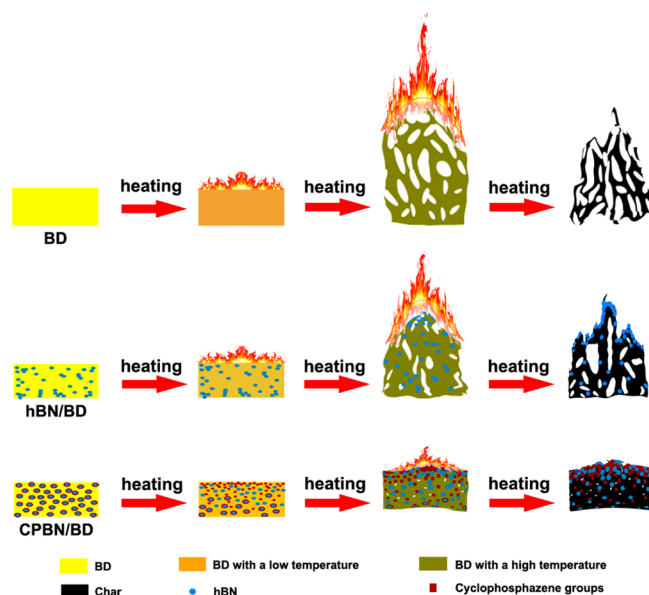 heating heating heating
BD
heating heating heating
hBN/BD
heating heating heating
CPBN/BD
BD BD with a low temperature BD with a high temperature
Char hBN Cyclophosphazene groups